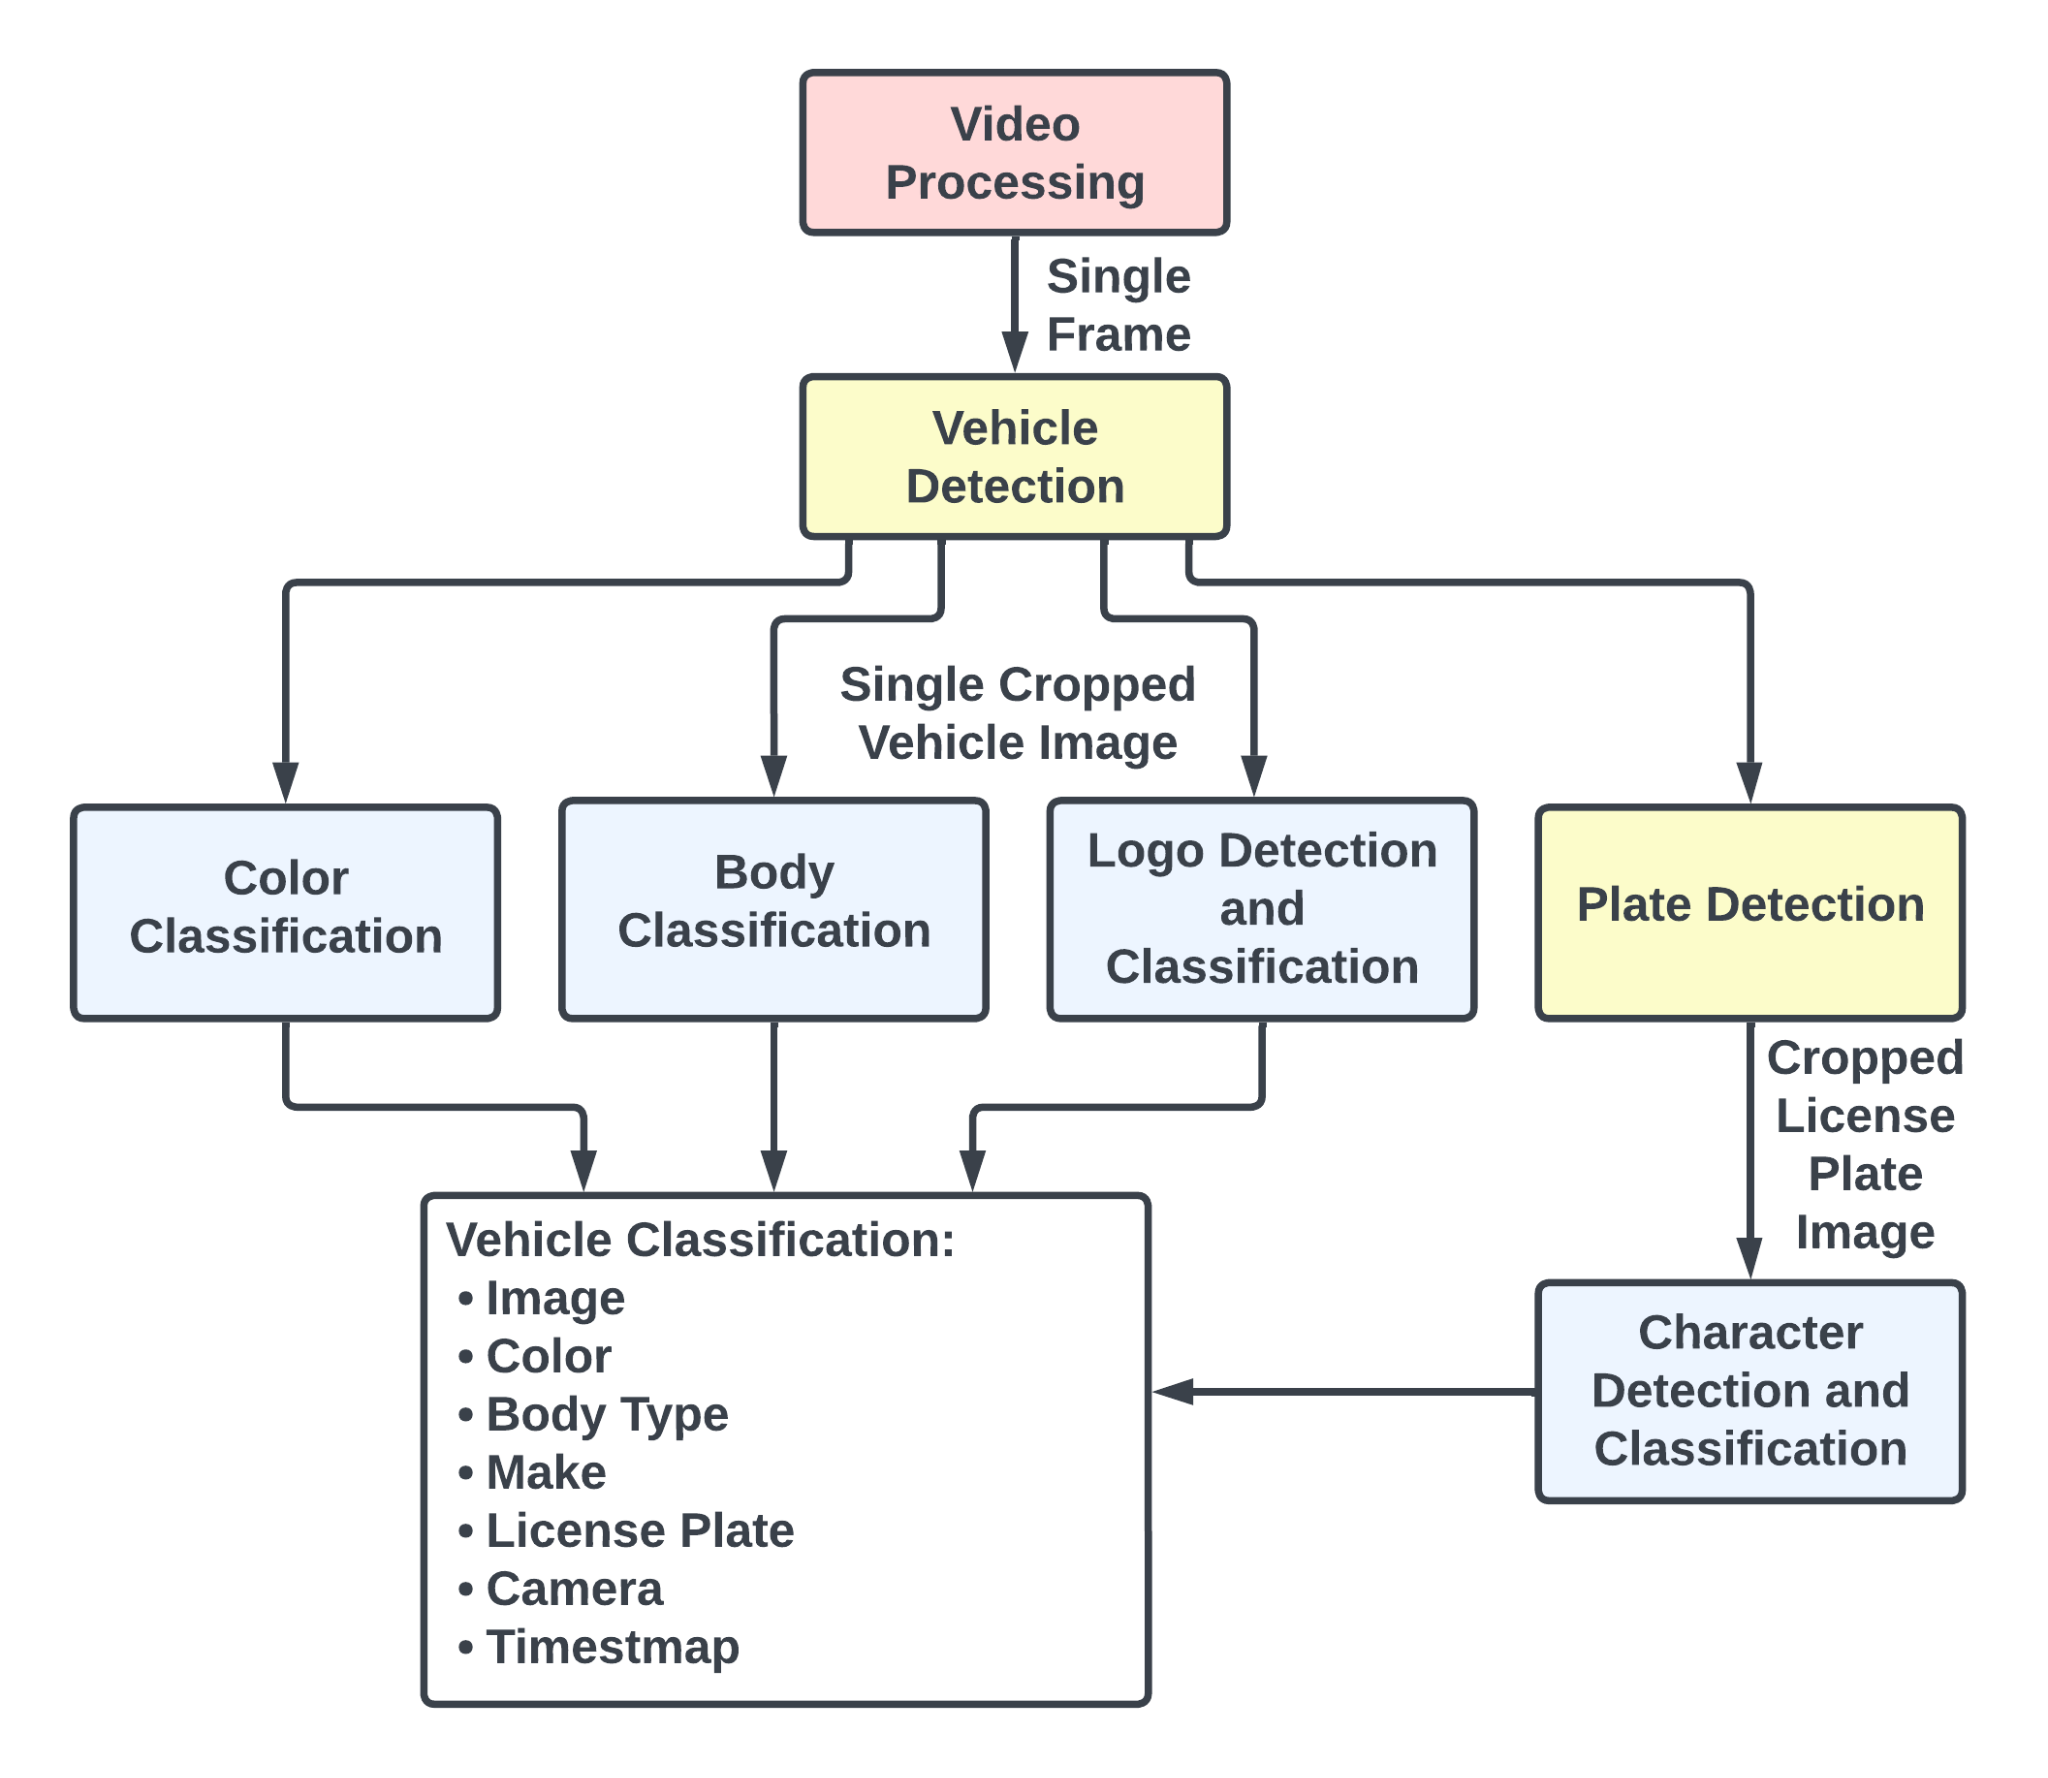 Video
Processing
Single
Frame
Vehicle
Detection
Single Cropped
Vehicle Image
Color
Classification
Body
Classification
Logo Detection
and
Classification
Plate Detection
Cropped
License
Plate
Image
Vehicle Classification:
• Image
• Color
• Body Type
• Make
• License Plate
• Camera
• Timestmap
Character
Detection and
Classification